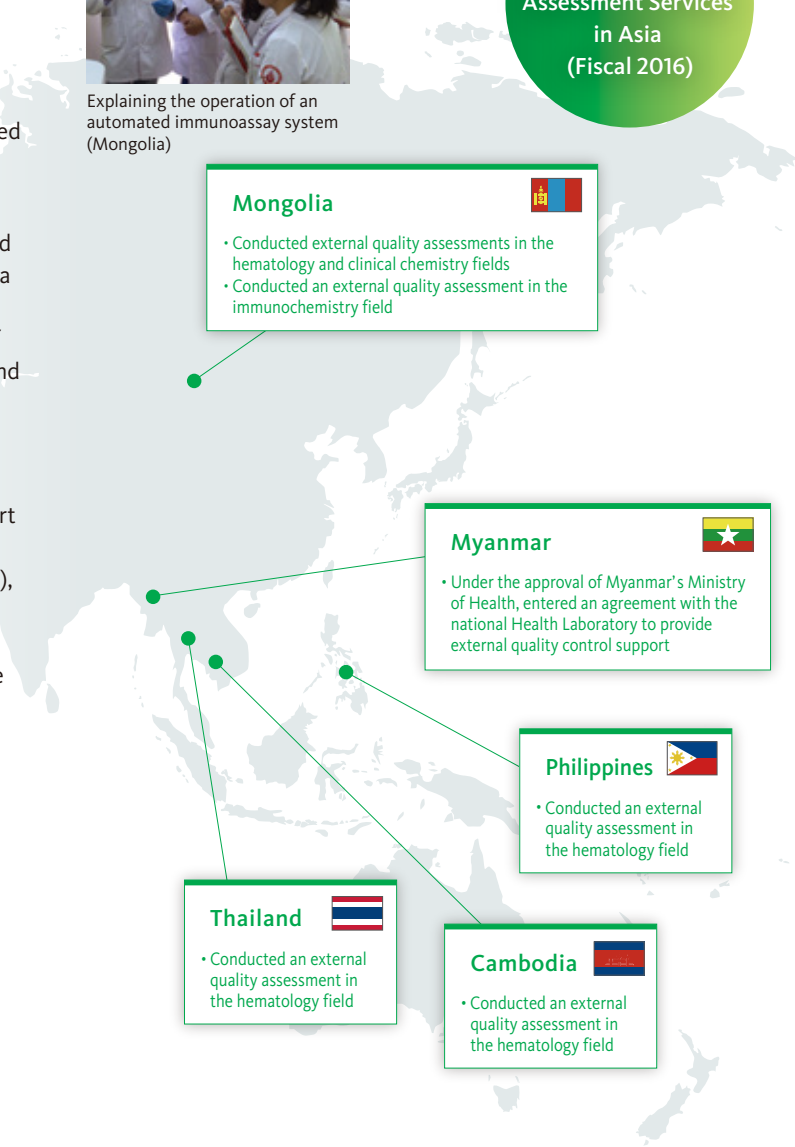 Assessment Services
in Asia
(Fiscal 2016)
Explaining the operation of an
automated immunoassay system
(Mongolia)
ed
d
a
nd
rt
),
e
Mongolia
• Conducted external quality assessments in the
hematology and clinical chemistry fields
• Conducted an external quality assessment in the
immunochemistry field
Myanmar
• Under the approval of Myanmar's Ministry
of Health, entered an agreement with the
national Health Laboratory to provide
external quality control support
Philippines
• Conducted an external
quality assessment in
the hematology field
Thailand
• Conducted an external
quality assessment in
the hematology field
Cambodia
• Conducted an external
quality assessment in
the hematology field